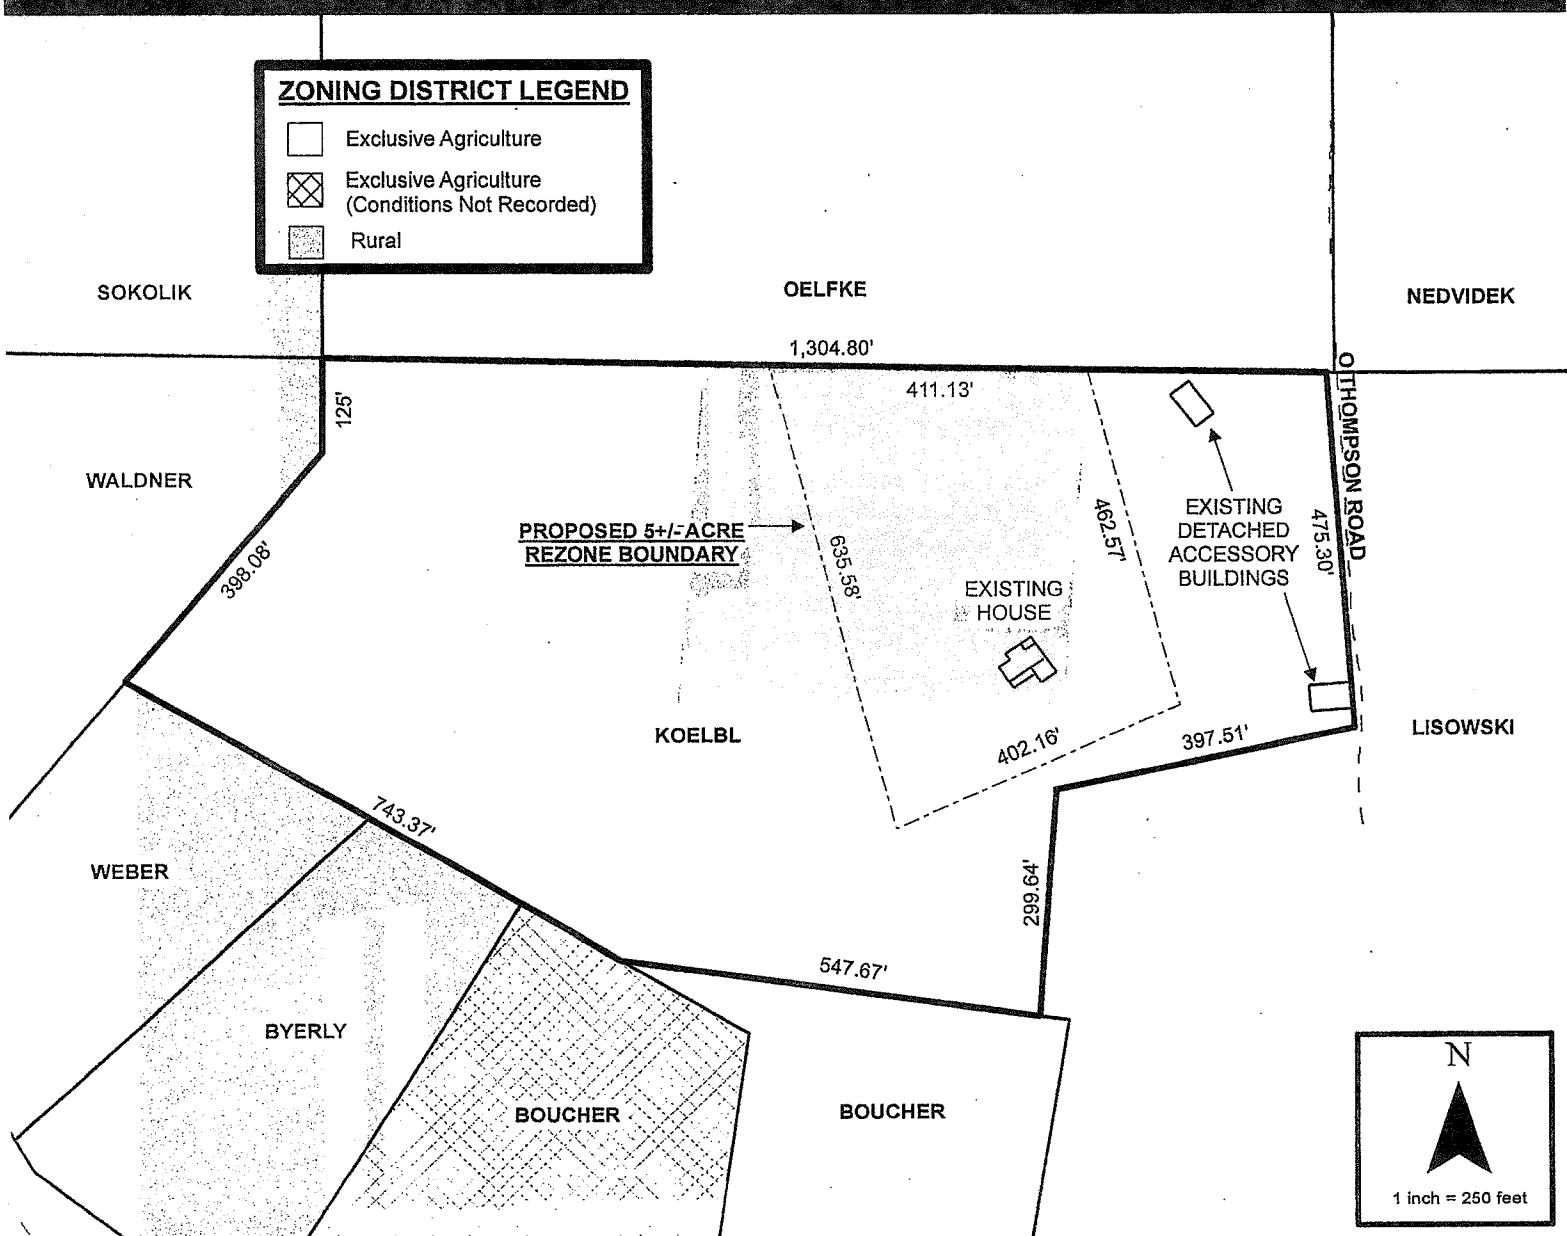 ZONING DISTRICT LEGEND
Exclusive Agriculture
Exclusive Agriculture
(Conditions Not Recorded)
Rural
SOKOLIK
OELFKE
NEDVIDEK
1,304.80'
411.13'
125'
WALDNER
398.08'
PROPOSED 5+/- ACRE
REZONE BOUNDARY
635.58'
462.57'
EXISTING
HOUSE
EXISTING
DETACHED
ACCESSORY
BUILDINGS
475.30'
THOMPSON ROAD
KOELBL
402.16'
397.51'
LISOWSKI
743.37'
WEBER
299.64'
547.67'
BYERLY
BOUCHER
BOUCHER
N
1 inch = 250 feet